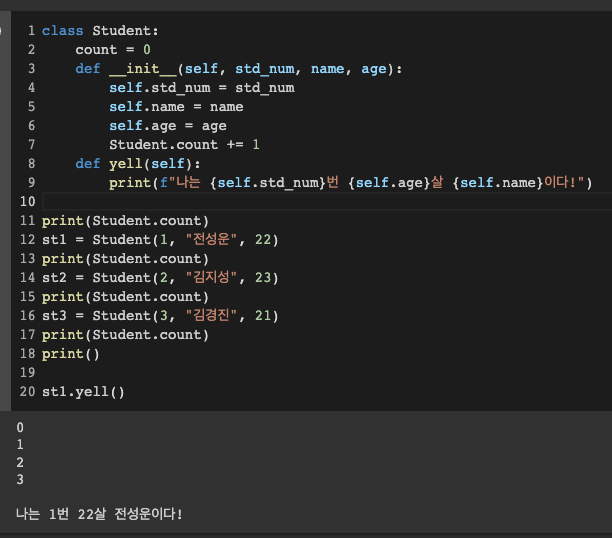 1 class Student:
2     count = 0
3     def __init__(self, std_num, name, age):
4         self.std_num = std_num
5         self.name = name
6         self.age = age
7         Student.count += 1
8     def yell(self):
9         print(f"나는 {self.std_num}번 {self.age}살 {self.name}이다!")
10
11 print(Student.count)
12 st1 = Student(1, "전성운", 22)
13 print(Student.count)
14 st2 = Student(2, "김지성", 23)
15 print(Student.count)
16 st3 = Student(3, "김경진", 21)
17 print(Student.count)
18 print()
19
20 st1.yell()
0
1
2
3
나는 1번 22살 전성운이다!